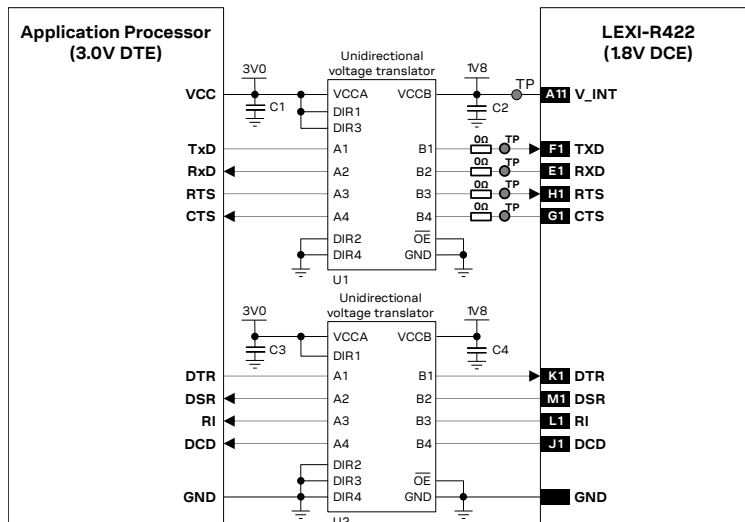 Application Processor
(3.0V DTE)
LEXI-R422
(1.8V DCE)
Unidirectional
voltage translator
3V0
1V8
TP
VCC
VCCA
VCCB
A11
V_INT
C1
C2
DIR1
DIR3
TxD
A1
B1
0Ω
TP
F1
TXD
RxD
A2
B2
0Ω
TP
E1
RXD
RTS
A3
B3
0Ω
TP
H1
RTS
CTS
A4
B4
0Ω
TP
G1
CTS
DIR2
OE
DIR4
GND
U1
Unidirectional
voltage translator
3V0
1V8
VCCA
VCCB
C3
C4
DIR1
DTR
A1
B1
K1
DTR
DSR
A2
B2
M1
DSR
RI
A3
B3
L1
RI
DCD
A4
B4
J1
DCD
DIR2
DIR3
OE
GND
DIR4
GND
GND
U2